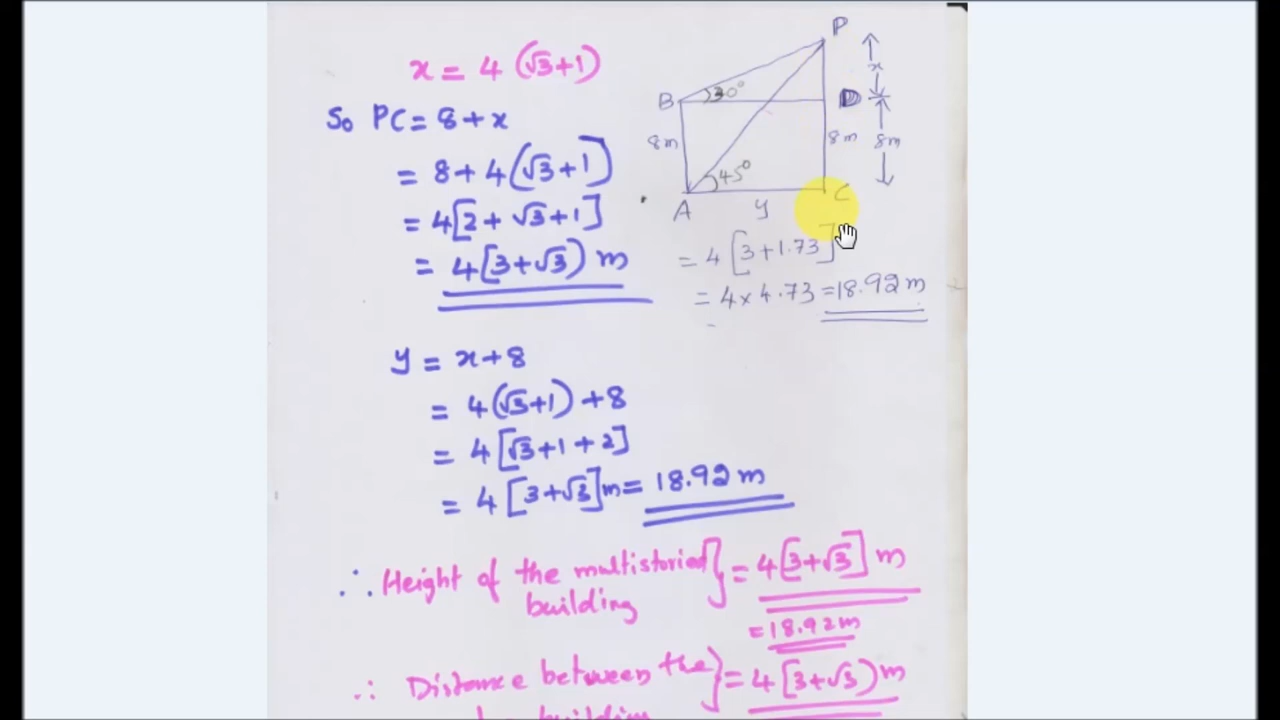 x = 4 (√3+1)
So PC = 8 + x
= 8 + 4(√3+1)
= 4[2 + √3+1]
= 4[3+√3) m
P
x
B
30°
D
8m
8m
8m
45°
A
y
C
= 4 [3+1.73]
= 4 x 4.73 = 18.92 m
y = x + 8
= 4(√3+1) + 8
= 4 [√3+1 + 2]
= 4 [3+√3] m = 18.92 m
∴ Height of the multistoried building } = 4[3+√3] m
= 18.92 m
∴ Distance between the } = 4 [3+√3) m
building